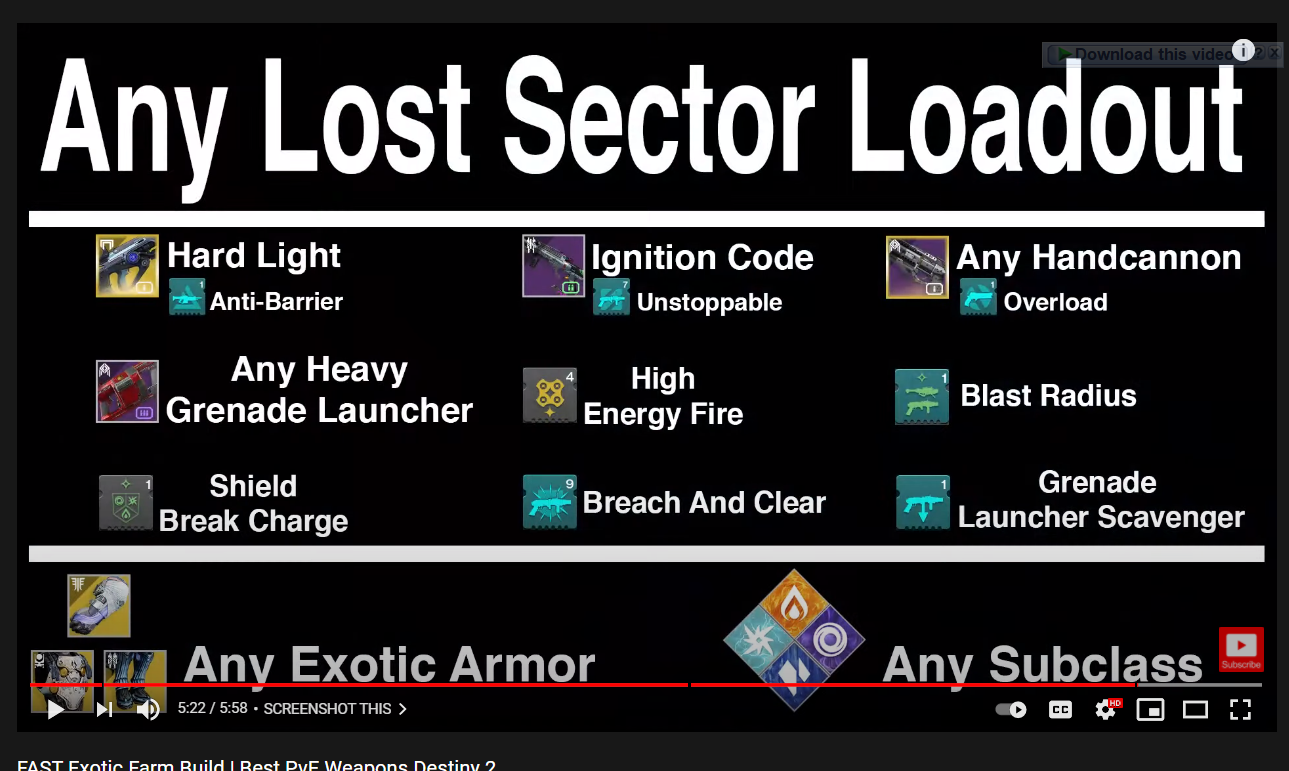 Download this video
i
? X
Any Lost Sector Loadout
Hard Light
1
Anti-Barrier
Ignition Code
7
Unstoppable
Any Handcannon
1
Overload
Any Heavy
Grenade Launcher
4
High
Energy Fire
1
Blast Radius
1
Shield
Break Charge
9
Breach And Clear
1
Grenade
Launcher Scavenger
Any Exotic Armor
Any Subclass
Subscribe
5:22 / 5:58 • SCREENSHOT THIS >
CC
HD
FAST Exotic Farm Build | Best PvE Weapons Destiny 2